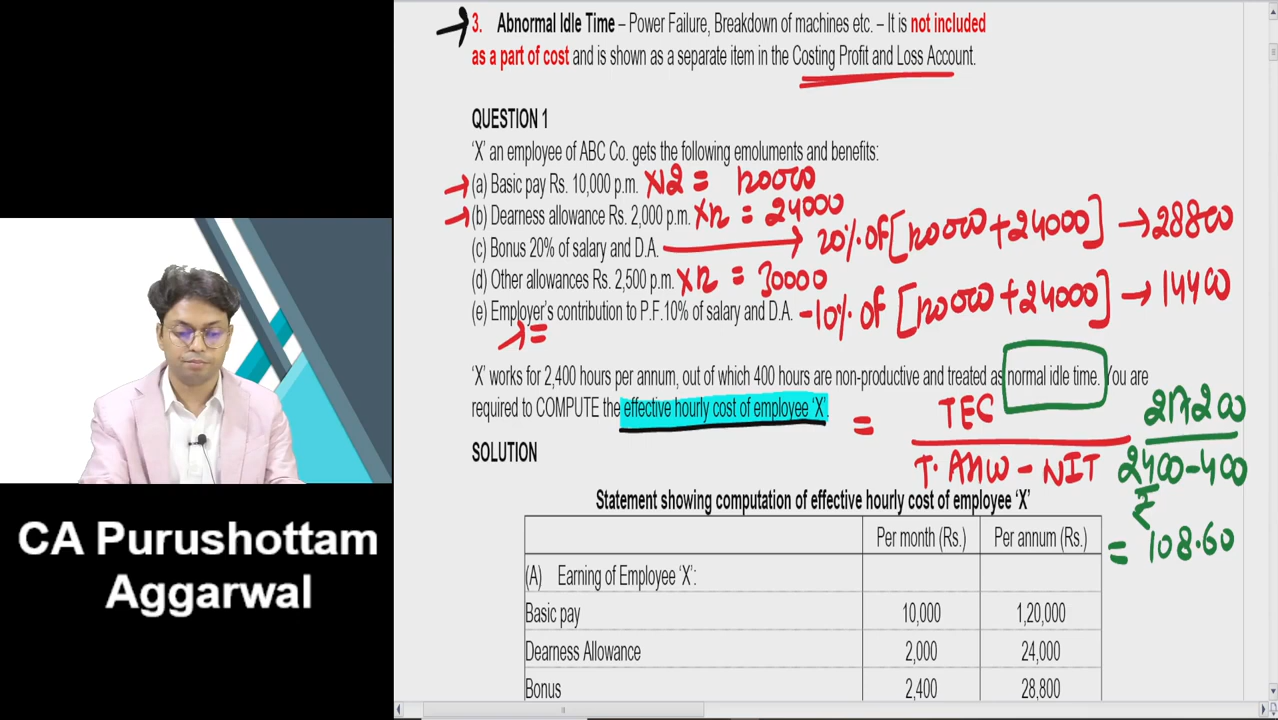 3. Abnormal Idle Time – Power Failure, Breakdown of machines etc. – It is not included
as a part of cost and is shown as a separate item in the Costing Profit and Loss Account.
QUESTION 1
‘X’ an employee of ABC Co. gets the following emoluments and benefits:
(a) Basic pay Rs. 10,000 p.m. X12 = 120000
(b) Dearness allowance Rs. 2,000 p.m. X12 = 24000
(c) Bonus 20% of salary and D.A. 20% of [120000+24000] → 28800
(d) Other allowances Rs. 2,500 p.m. X12 = 30000
(e) Employer’s contribution to P.F.10% of salary and D.A. -10% of [120000+24000] → 14400
‘X’ works for 2,400 hours per annum, out of which 400 hours are non-productive and treated as normal idle time. You are
required to COMPUTE the effective hourly cost of employee ‘X’.
= TEC
T. AHW - NIT
217200
2400-400
= ₹ 108.60
SOLUTION
Statement showing computation of effective hourly cost of employee ‘X’
Per month (Rs.) Per annum (Rs.)
(A) Earning of Employee ‘X’:
Basic pay 10,000 1,20,000
Dearness Allowance 2,000 24,000
Bonus 2,400 28,800
CA Purushottam
Aggarwal